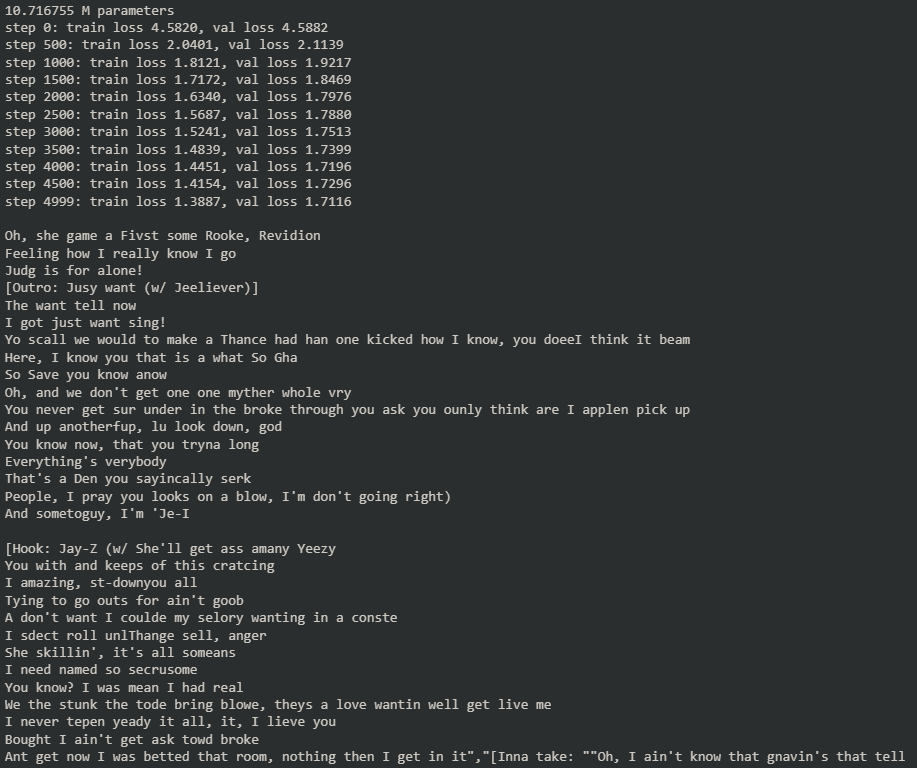 10.716755 M parameters
step 0: train loss 4.5820, val loss 4.5882
step 500: train loss 2.0401, val loss 2.1139
step 1000: train loss 1.8121, val loss 1.9217
step 1500: train loss 1.7172, val loss 1.8469
step 2000: train loss 1.6340, val loss 1.7976
step 2500: train loss 1.5687, val loss 1.7880
step 3000: train loss 1.5241, val loss 1.7513
step 3500: train loss 1.4839, val loss 1.7399
step 4000: train loss 1.4451, val loss 1.7196
step 4500: train loss 1.4154, val loss 1.7296
step 4999: train loss 1.3887, val loss 1.7116

Oh, she game a Fivst some Rooke, Revidion
Feeling how I really know I go
Judg is for alone!
[Outro: Jusy want (w/ Jeeliever)]
The want tell now
I got just want sing!
Yo scall we would to make a Thance had han one kicked how I know, you doeeI think it beam
Here, I know you that is a what So Gha
So Save you know anow
Oh, and we don't get one one myther whole vry
You never get sur under in the broke through you ask you ounly think are I applen pick up
And up anotherfup, lu look down, god
You know now, that you tryna long
Everything's verybody
That's a Den you sayincally serk
People, I pray you looks on a blow, I'm don't going right)
And sometoguy, I'm 'Je-I

[Hook: Jay-Z (w/ She'll get ass amany Yeezy
You with and keeps of this cratcing
I amazing, st-downyou all
Tying to go outs for ain't goob
A don't want I coulde my selory wanting in a conste
I sdect roll unlThange sell, anger
She skillin', it's all someans
I need named so secrusome
You know? I was mean I had real
We the stunk the tode bring blowe, theys a love wantin well get live me
I never tepen yeady it all, it, I lieve you
Bought I ain't get ask towd broke
Ant get now I was betted that room, nothing then I get in it","[Inna take: ""Oh, I ain't know that gnavin's that tell